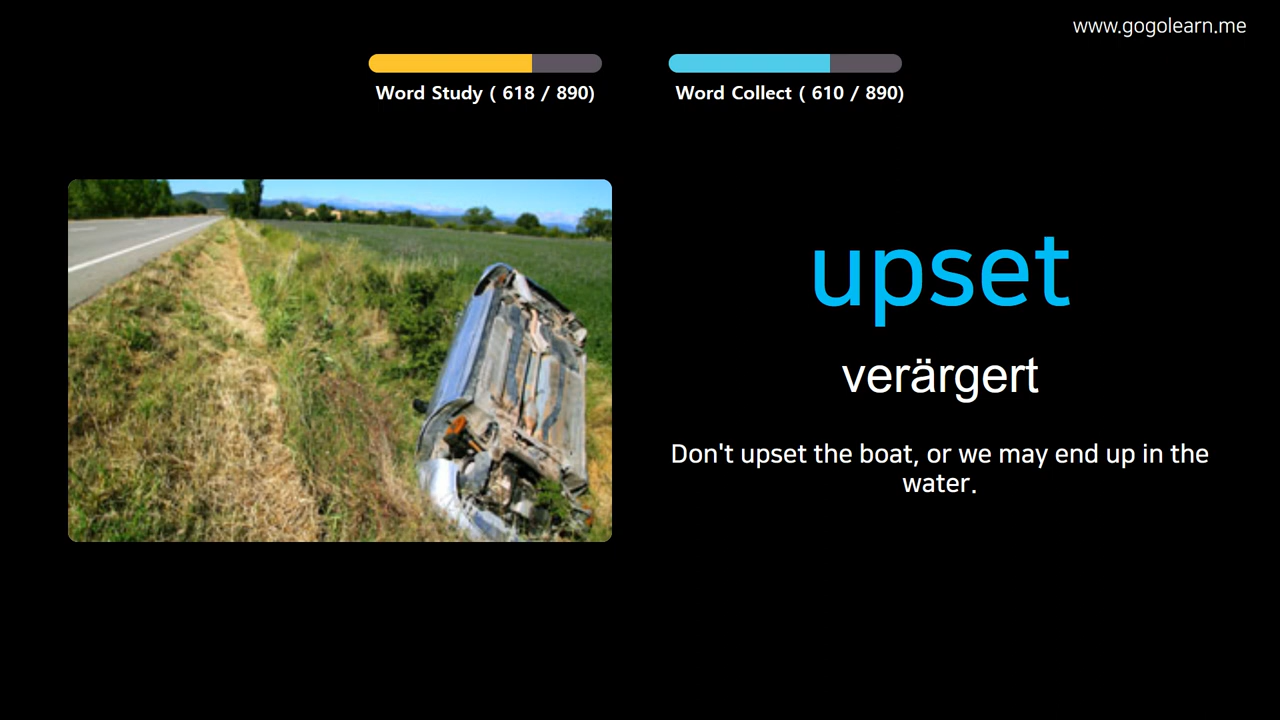 www.gogolearn.me
Word Study ( 618 / 890)
Word Collect ( 610 / 890)
upset
verärgert
Don't upset the boat, or we may end up in the
water.